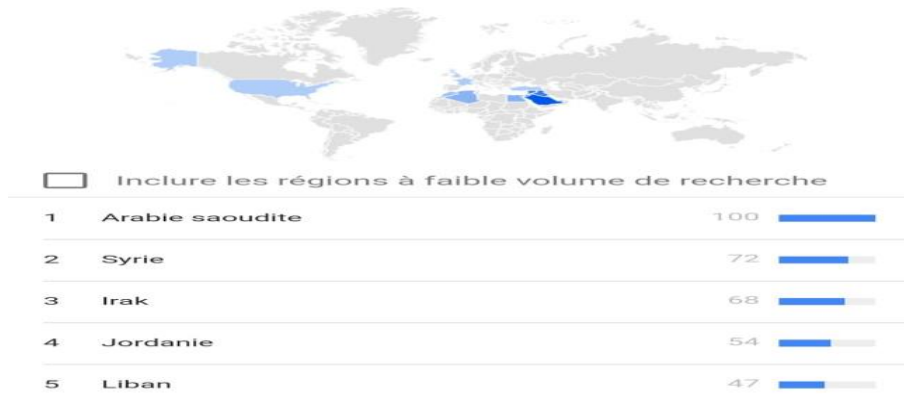 Inclure les régions à faible volume de recherche
1 Arabie saoudite 100
2 Syrie 72
3 Irak 68
4 Jordanie 54
5 Liban 47